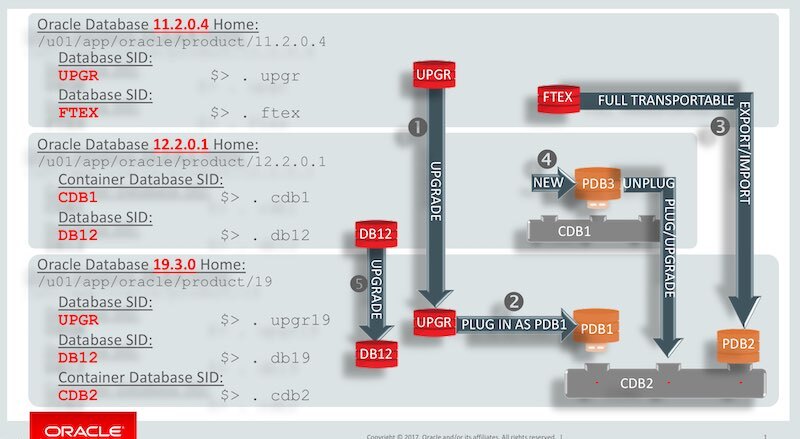 Oracle Database 11.2.0.4 Home:
/u01/app/oracle/product/11.2.0.4
Database SID:
UPGR $> . upgr
Database SID:
FTEX $> . ftex
Oracle Database 12.2.0.1 Home:
/u01/app/oracle/product/12.2.0.1
Container Database SID:
CDB1 $> . cdb1
Database SID:
DB12 $> . db12
Oracle Database 19.3.0 Home:
/u01/app/oracle/product/19
Database SID:
UPGR $> . upgr19
Database SID:
DB12 $> . db19
Container Database SID:
CDB2 $> . cdb2
UPGR
❶
UPGRADE
UPGR
❷
PLUG IN AS PDB1
PDB1
FTEX
FULL TRANSPORTABLE
❸
EXPORT/IMPORT
PDB2
❹
NEW
PDB3
UNPLUG
CDB1
PLUG/UPGRADE
CDB2
DB12
❺
UPGRADE
DB12
ORACLE
Copyright © 2017, Oracle and/or its affiliates. All rights reserved. |